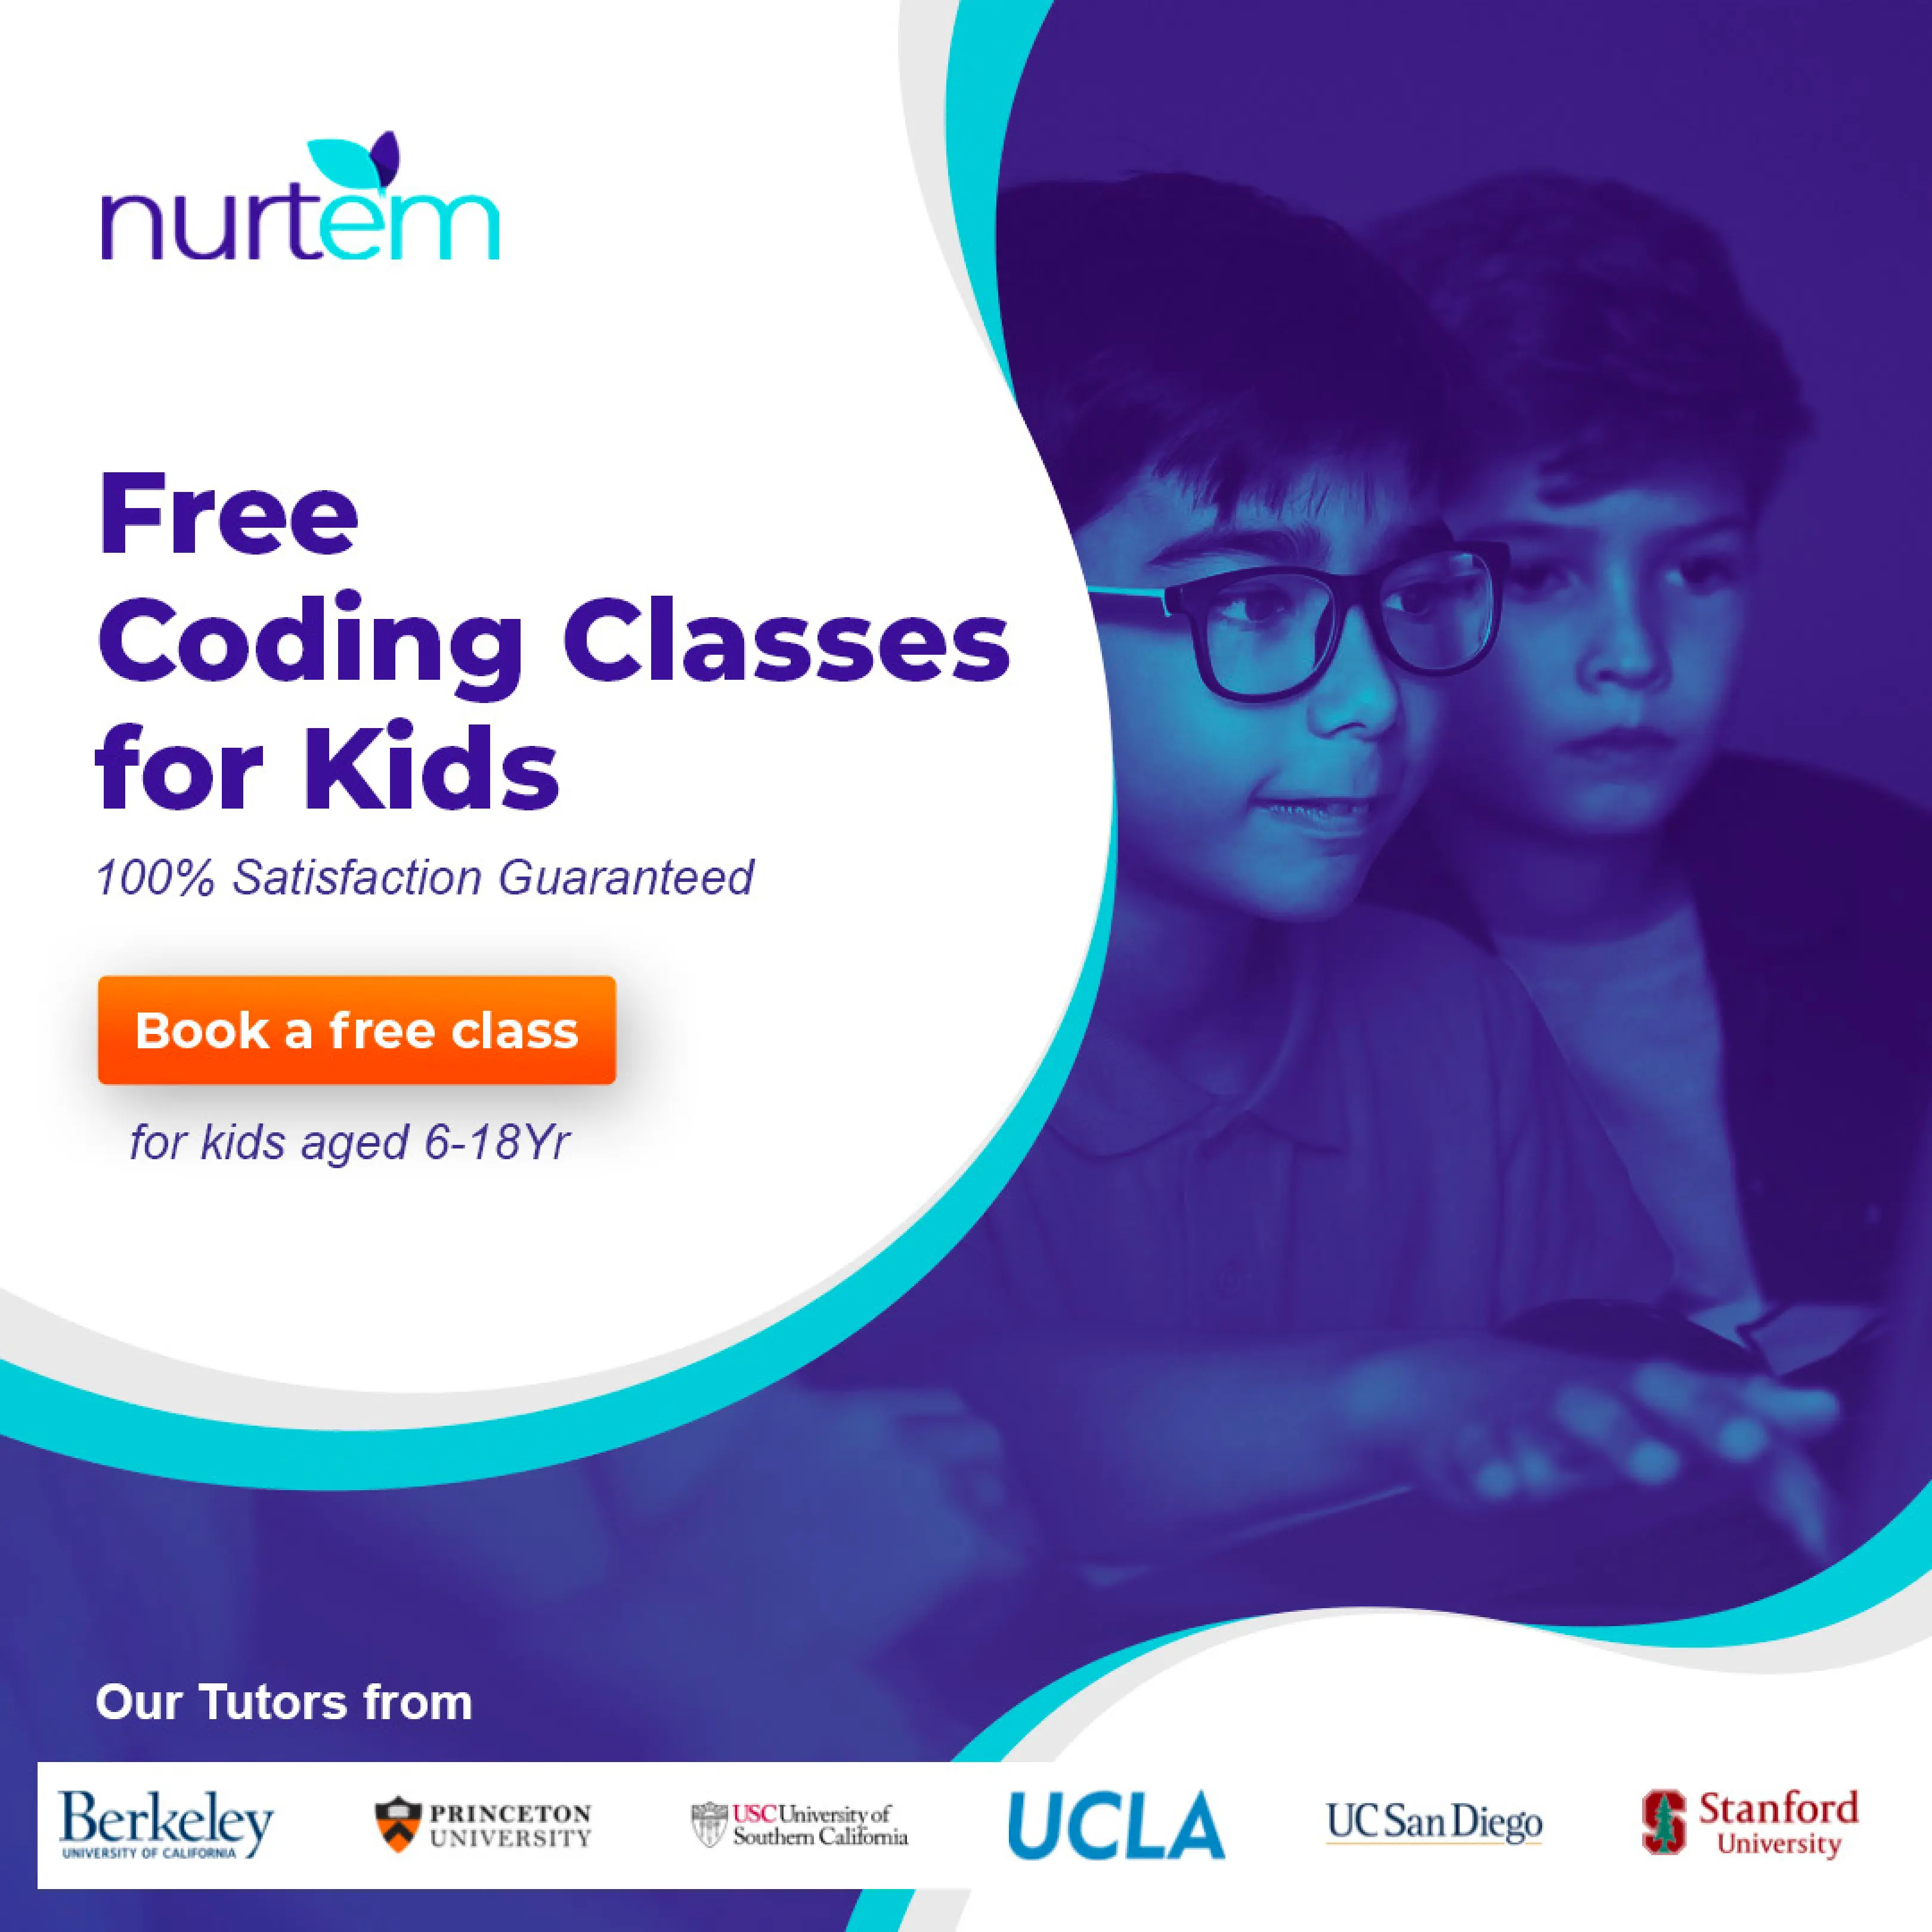 nurtem
Free
Coding Classes
for Kids
100% Satisfaction Guaranteed
Book a free class
for kids aged 6-18Yr
Our Tutors from
Berkeley
UNIVERSITY OF CALIFORNIA
PRINCETON
UNIVERSITY
USC University of
Southern California
UCLA
UC San Diego
Stanford
University